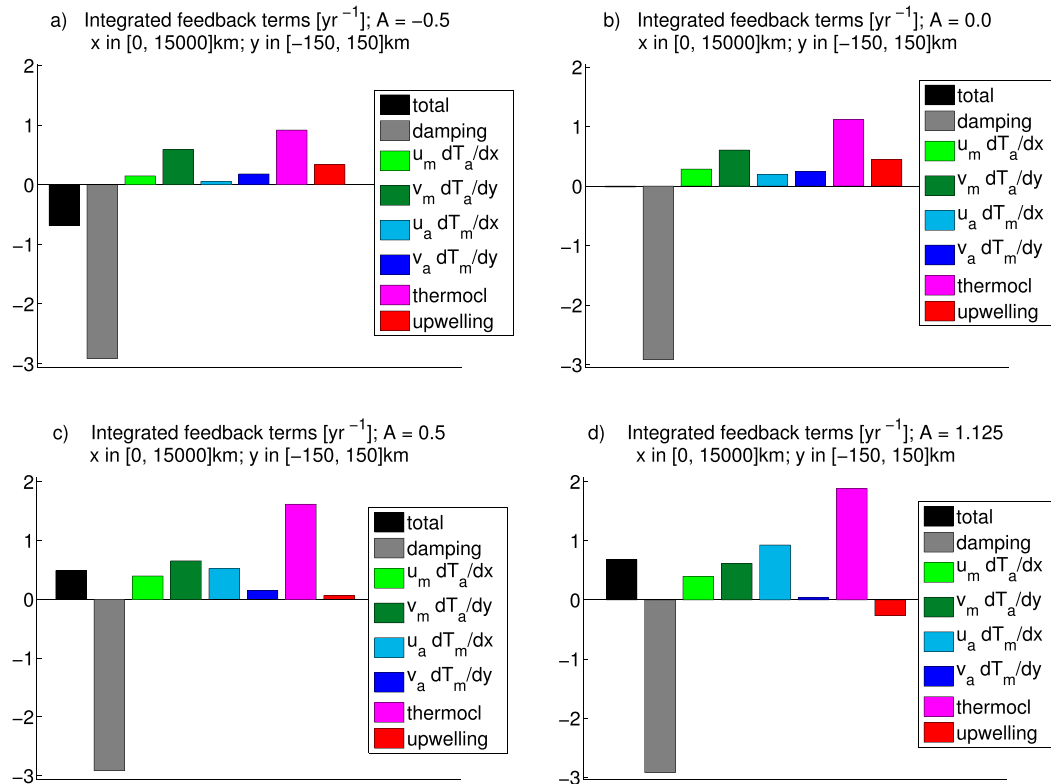 a) Integrated feedback terms [yr⁻¹]; A = −0.5
x in [0, 15000]km; y in [−150, 150]km
2
1
0
−1
−2
−3
total
damping
u_m dT_a/dx
v_m dT_a/dy
u_a dT_m/dx
v_a dT_m/dy
thermocl
upwelling
b) Integrated feedback terms [yr⁻¹]; A = 0.0
x in [0, 15000]km; y in [−150, 150]km
2
1
0
−1
−2
−3
total
damping
u_m dT_a/dx
v_m dT_a/dy
u_a dT_m/dx
v_a dT_m/dy
thermocl
upwelling
c) Integrated feedback terms [yr⁻¹]; A = 0.5
x in [0, 15000]km; y in [−150, 150]km
2
1
0
−1
−2
−3
total
damping
u_m dT_a/dx
v_m dT_a/dy
u_a dT_m/dx
v_a dT_m/dy
thermocl
upwelling
d) Integrated feedback terms [yr⁻¹]; A = 1.125
x in [0, 15000]km; y in [−150, 150]km
2
1
0
−1
−2
−3
total
damping
u_m dT_a/dx
v_m dT_a/dy
u_a dT_m/dx
v_a dT_m/dy
thermocl
upwelling